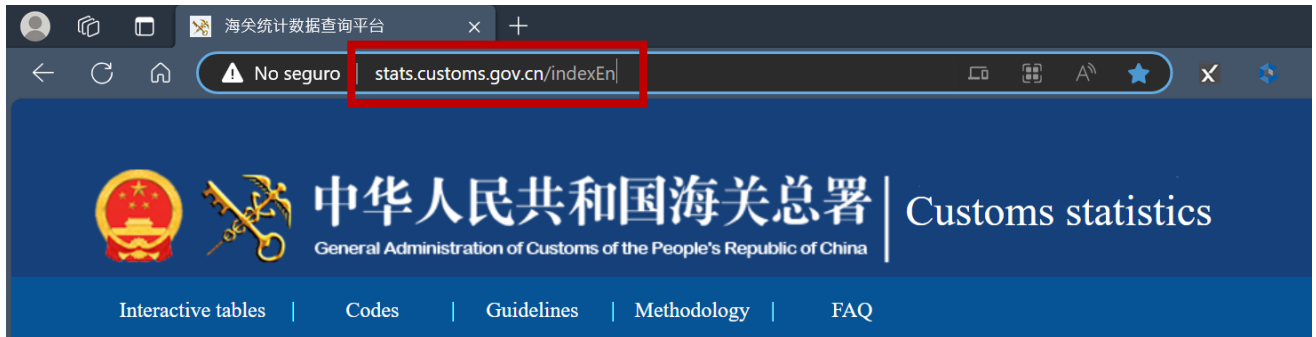 海关统计数据查询平台
No seguro | stats.customs.gov.cn/indexEn
中华人民共和国海关总署 | Customs statistics
General Administration of Customs of the People's Republic of China
Interactive tables | Codes | Guidelines | Methodology | FAQ